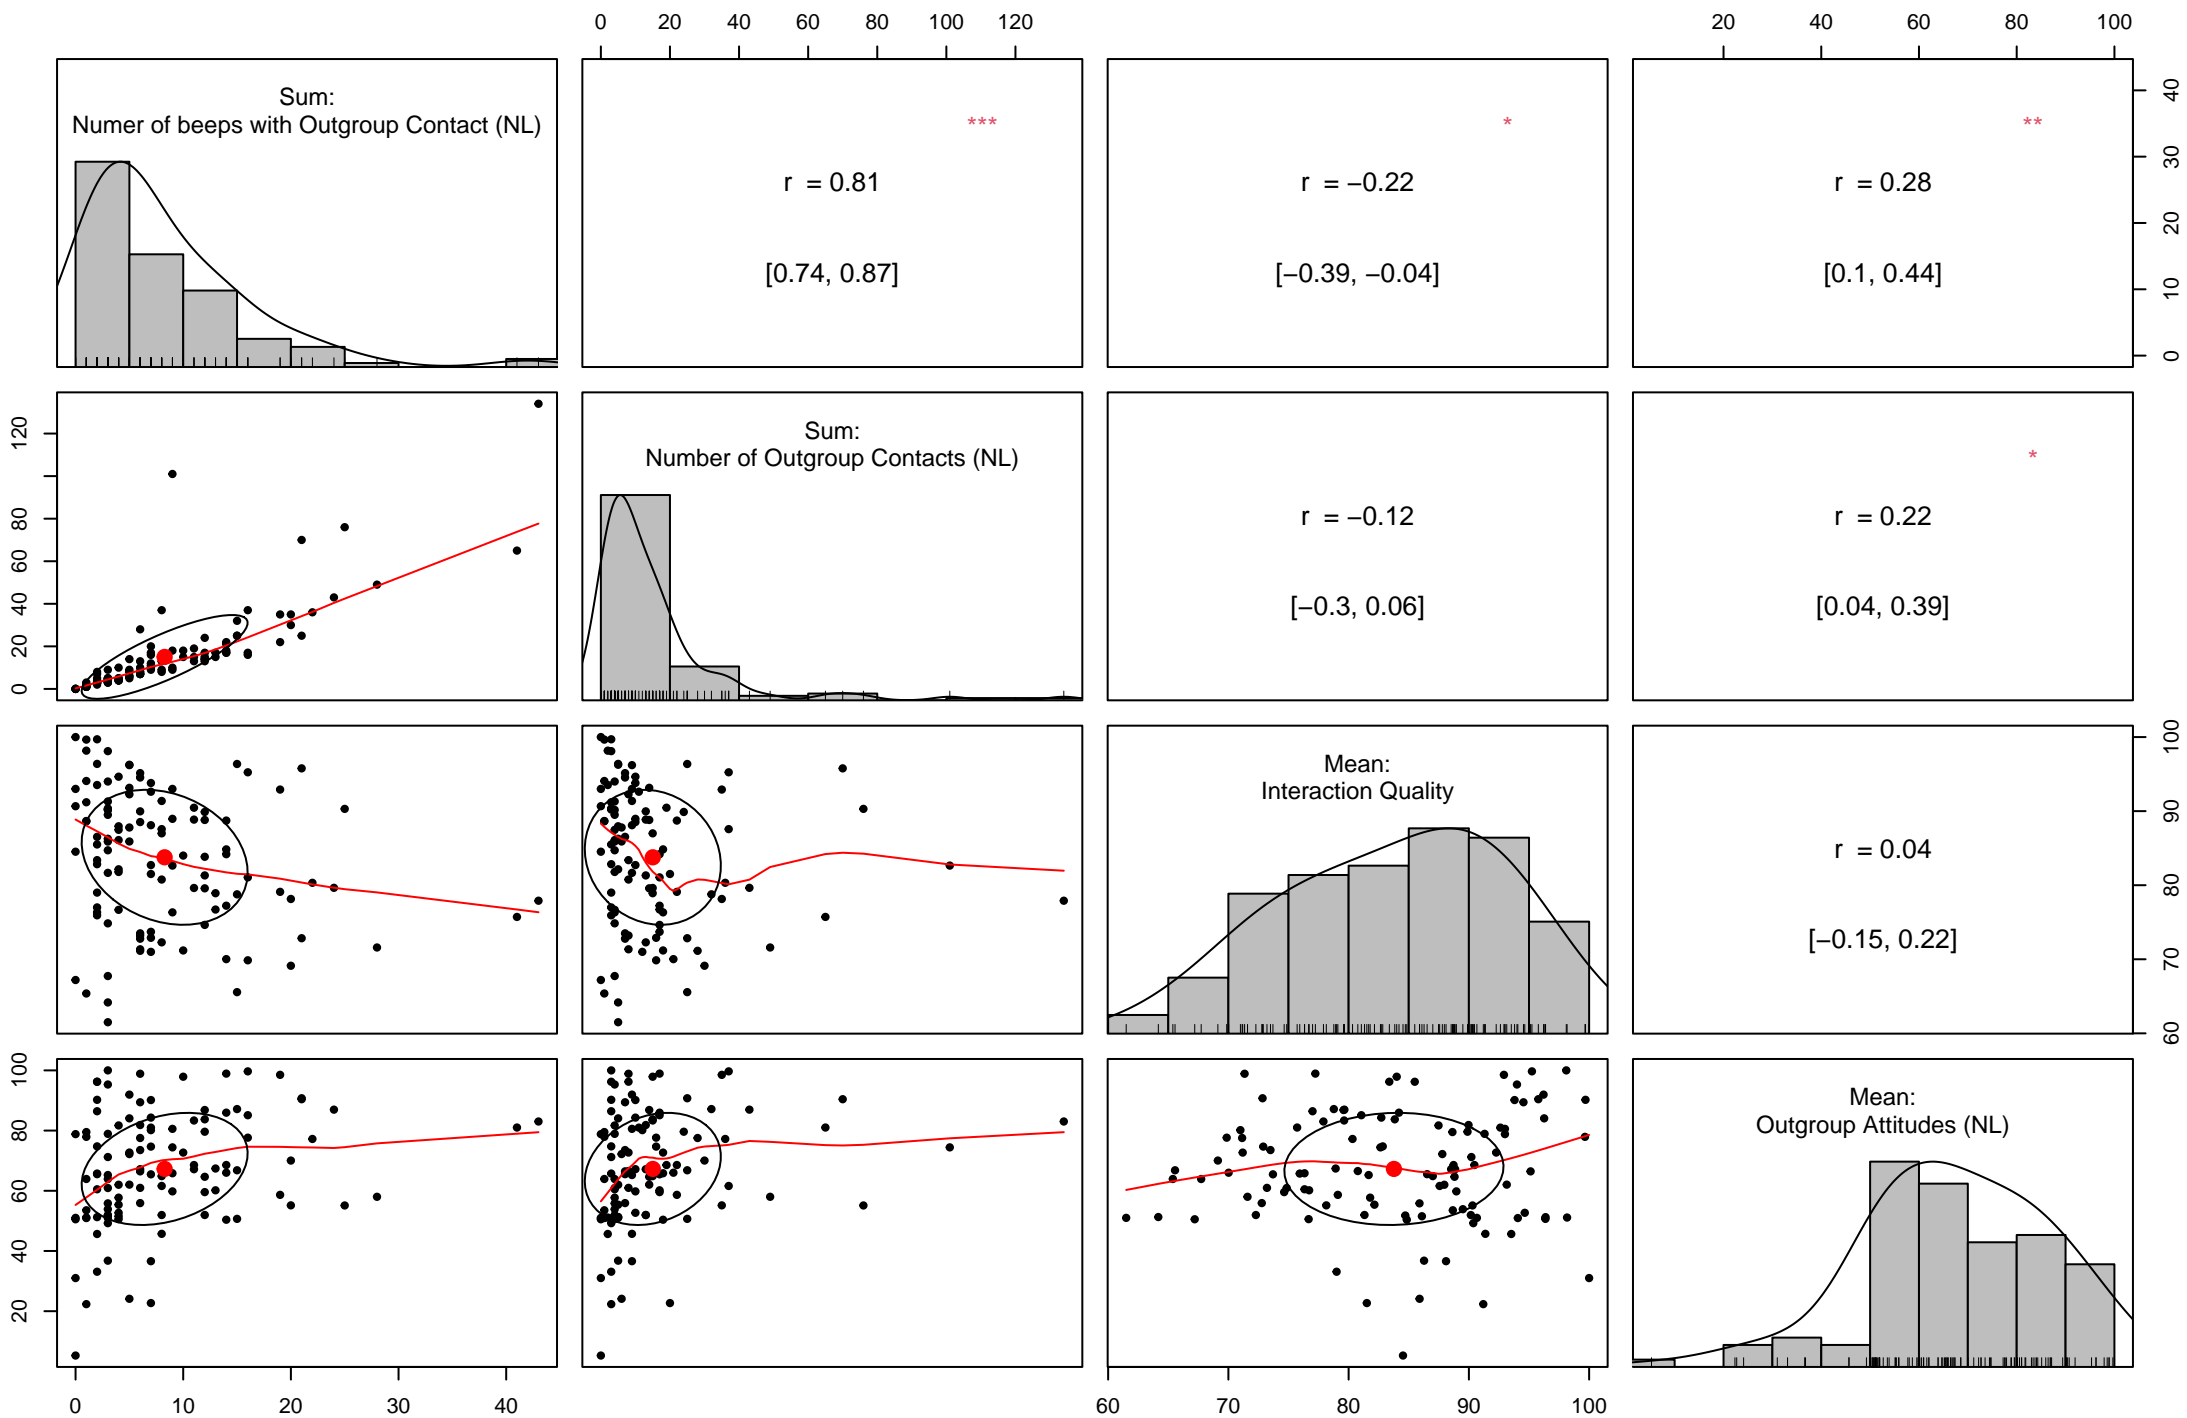 0 20 40 60 80 100 120
20 40 60 80 100
Sum:
Numer of beeps with Outgroup Contact (NL)
***
r = 0.81
[0.74, 0.87]
*
r = −0.22
[−0.39, −0.04]
**
r = 0.28
[0.1, 0.44]
0 10 20 30 40
0 20 40 60 80 120
Sum:
Number of Outgroup Contacts (NL)
r = −0.12
[−0.3, 0.06]
*
r = 0.22
[0.04, 0.39]
Mean:
Interaction Quality
r = 0.04
[−0.15, 0.22]
60 70 80 90 100
20 40 60 80 100
Mean:
Outgroup Attitudes (NL)
0 10 20 30 40
60 70 80 90 100